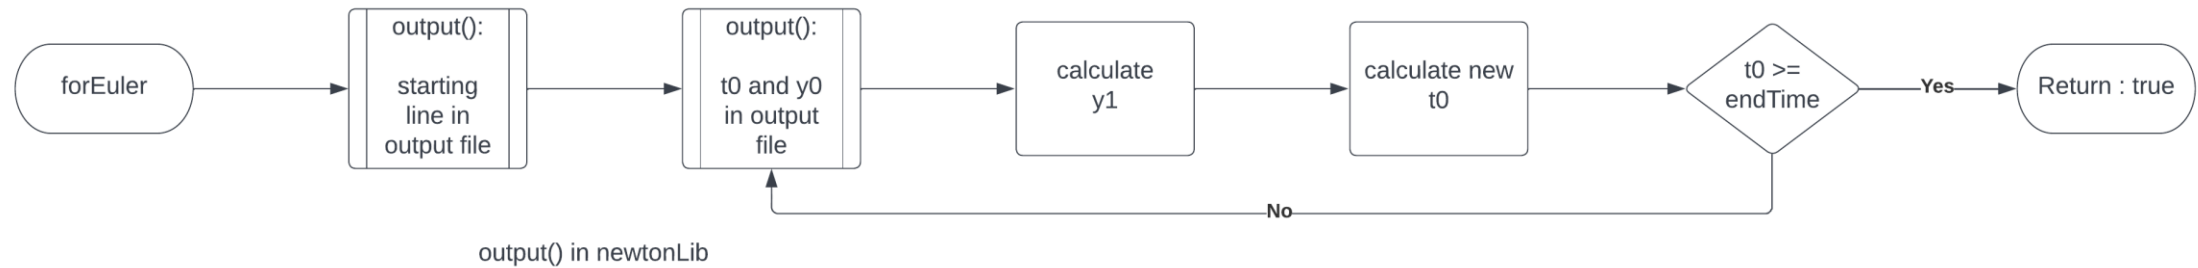 forEuler
output():
starting
line in
output file
output():
t0 and y0
in output
file
calculate
y1
calculate new
t0
t0 >=
endTime
Yes
Return : true
No
output() in newtonLib